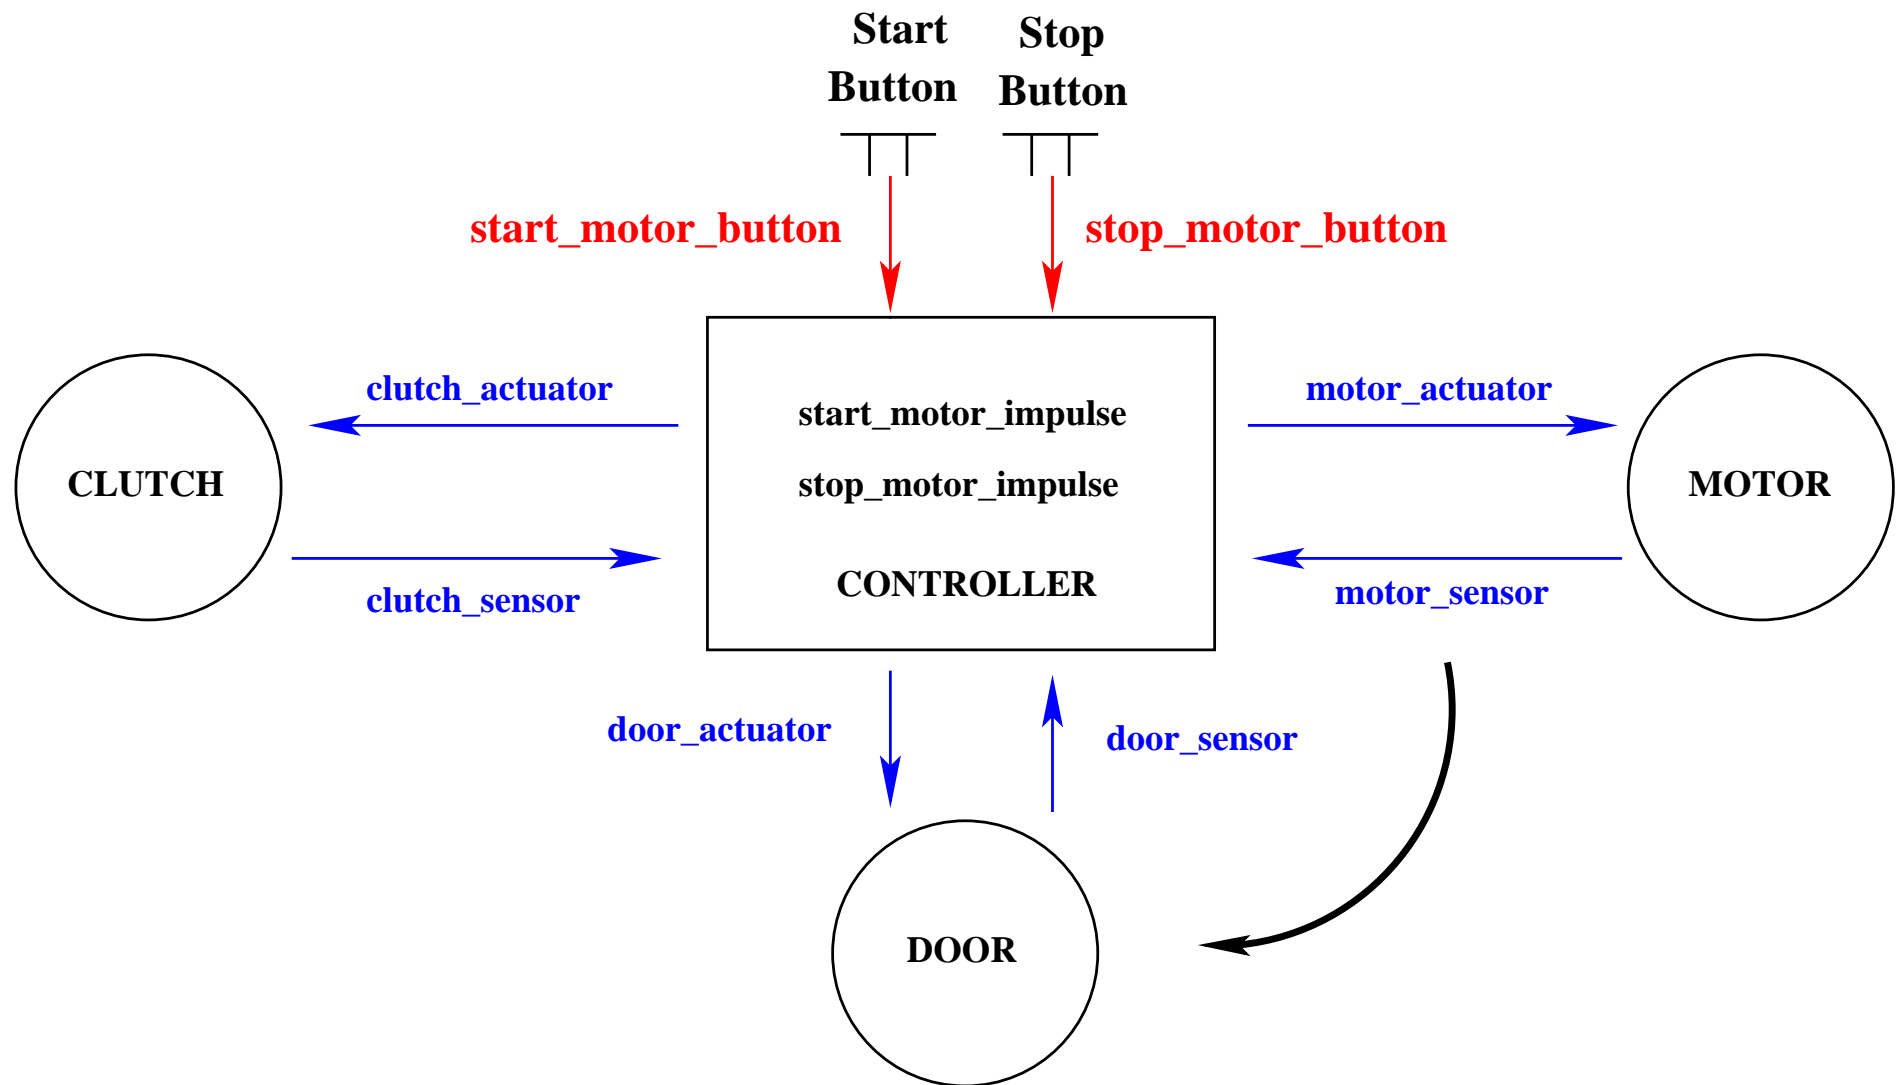 Start
Button
Stop
Button
start_motor_button
stop_motor_button
clutch_actuator
motor_actuator
start_motor_impulse
CLUTCH
stop_motor_impulse
MOTOR
CONTROLLER
clutch_sensor
motor_sensor
door_actuator
door_sensor
DOOR